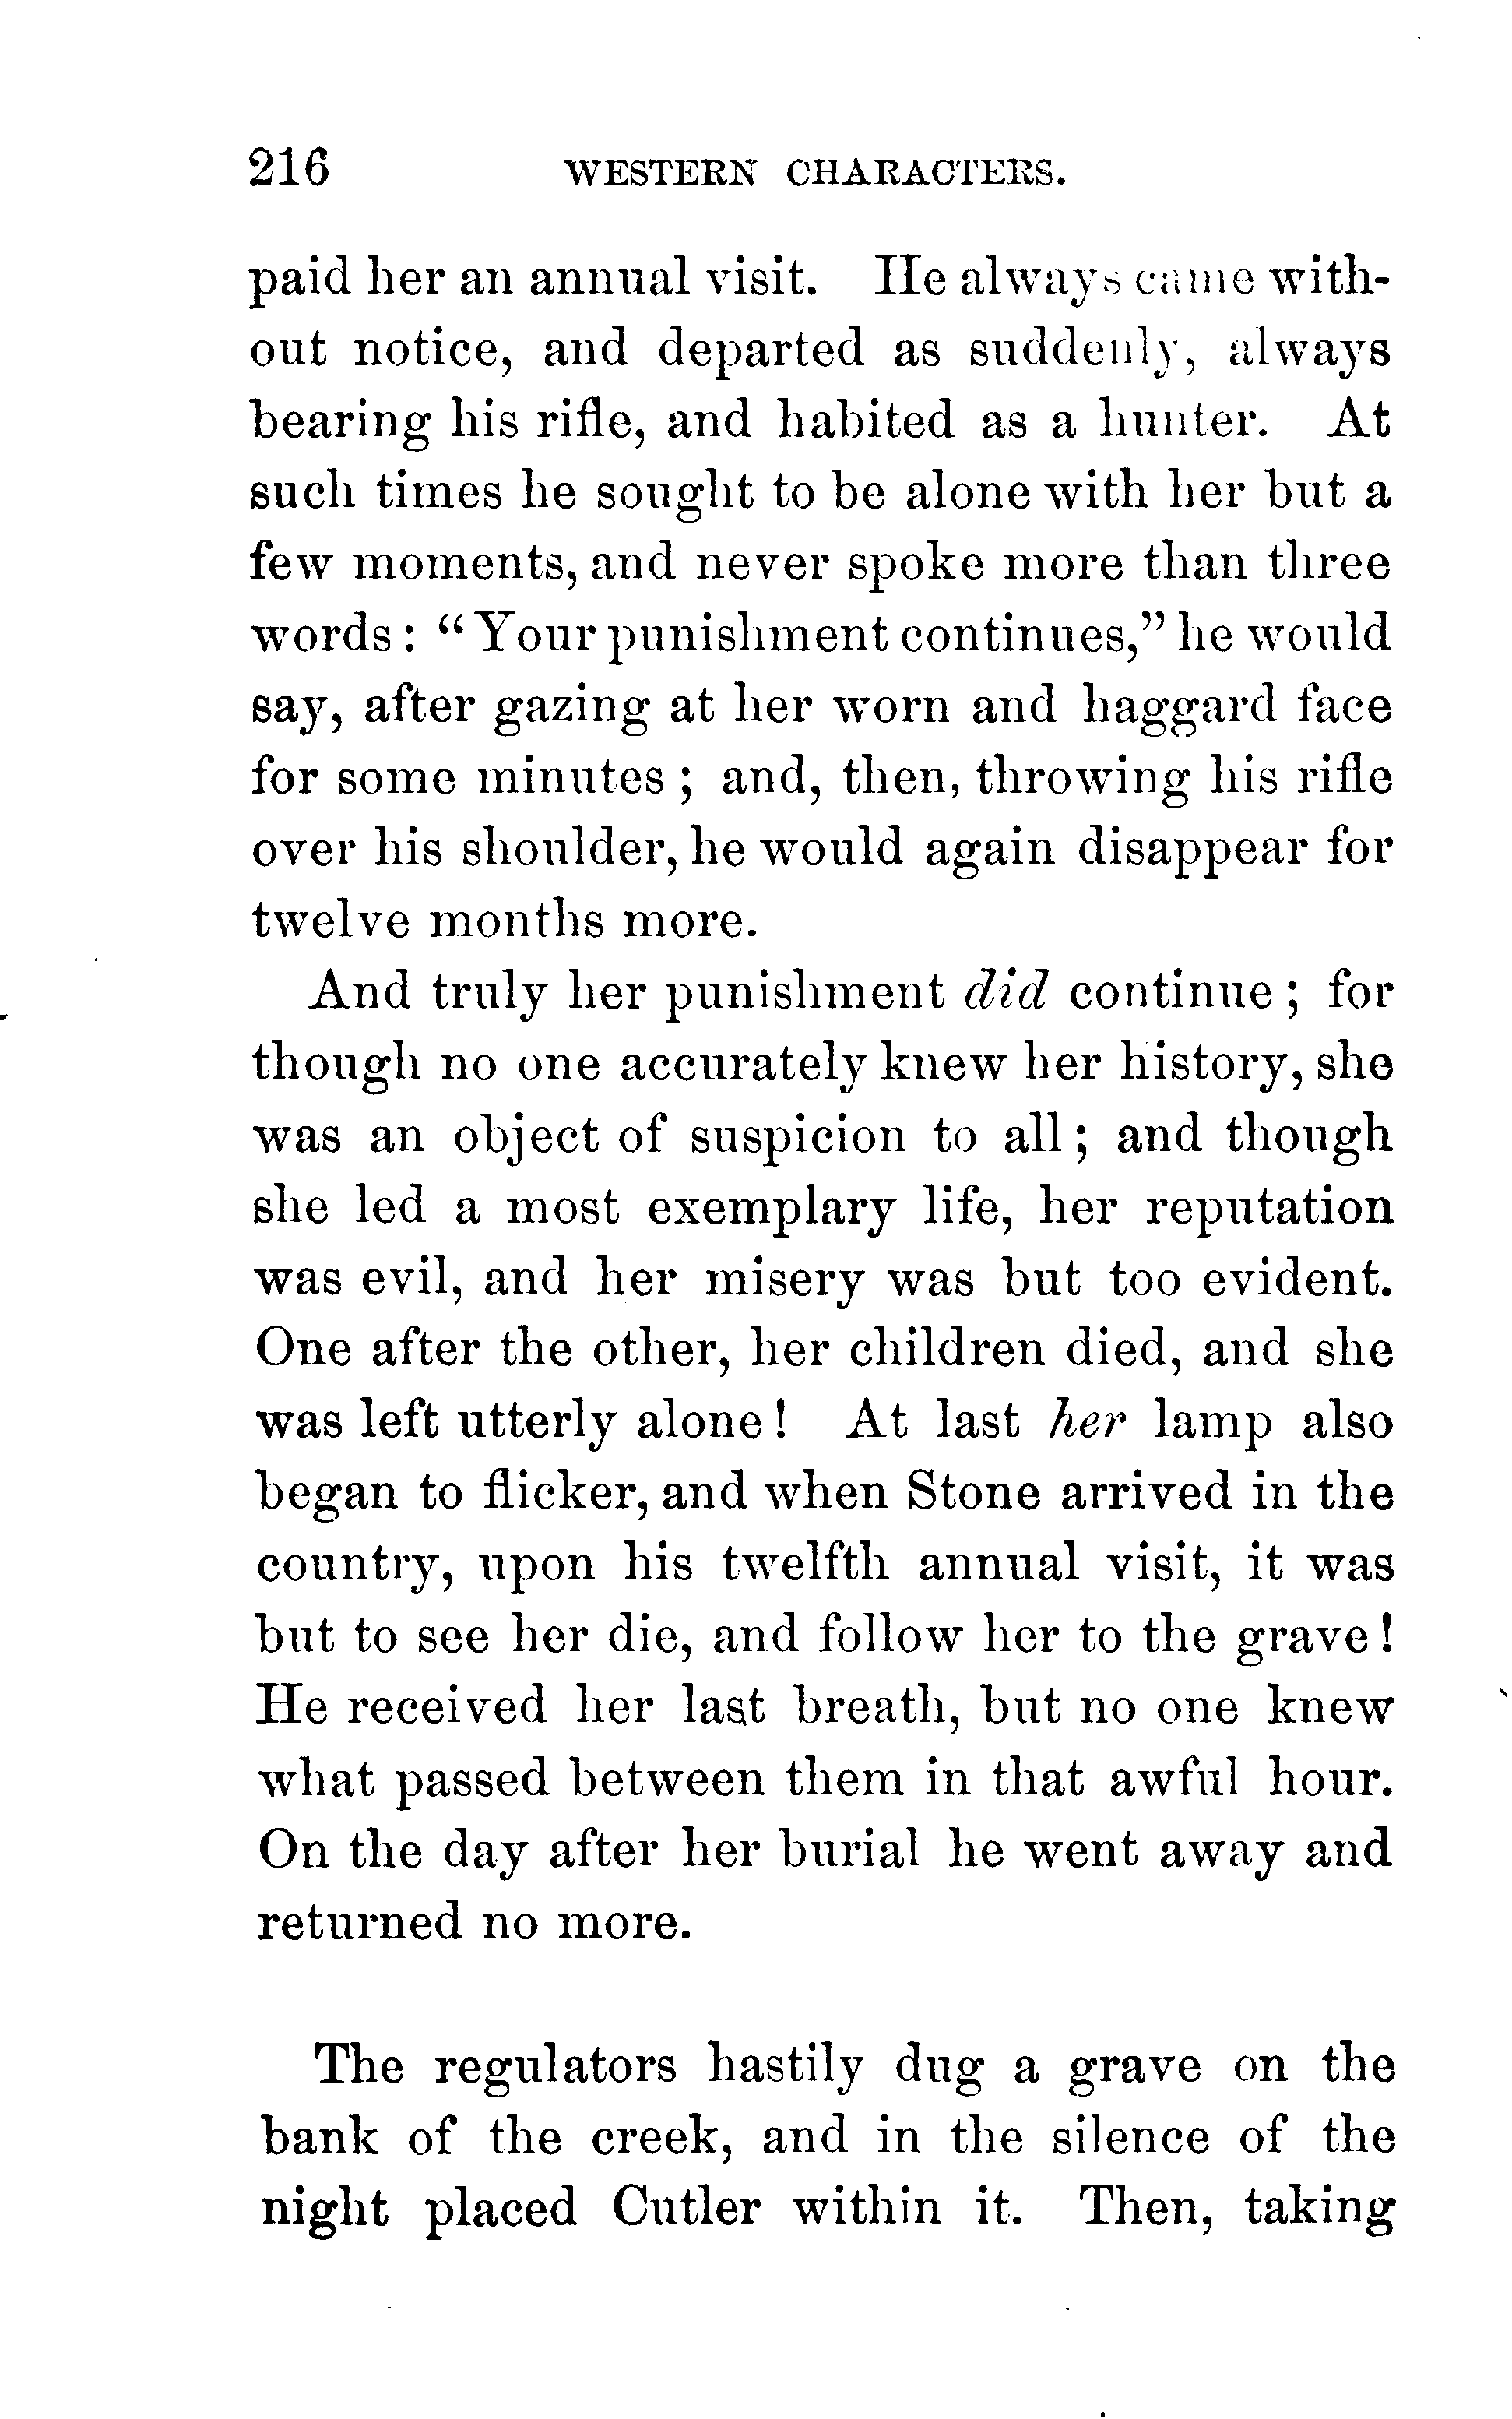 216 WESTERN CHARACTERS.
paid her an annual visit. He always came with-
out notice, and departed as suddenly, always
bearing his rifle, and habited as a hunter. At
such times he sought to be alone with her but a
few moments, and never spoke more than three
words : “ Your punishment continues,” he would
say, after gazing at her worn and haggard face
for some minutes ; and, then, throwing his rifle
over his shoulder, he would again disappear for
twelve months more.
And truly her punishment did continue ; for
though no one accurately knew her history, she
was an object of suspicion to all ; and though
she led a most exemplary life, her reputation
was evil, and her misery was but too evident.
One after the other, her children died, and she
was left utterly alone ! At last her lamp also
began to flicker, and when Stone arrived in the
country, upon his twelfth annual visit, it was
but to see her die, and follow her to the grave !
He received her last breath, but no one knew
what passed between them in that awful hour.
On the day after her burial he went away and
returned no more.
The regulators hastily dug a grave on the
bank of the creek, and in the silence of the
night placed Cutler within it. Then, taking